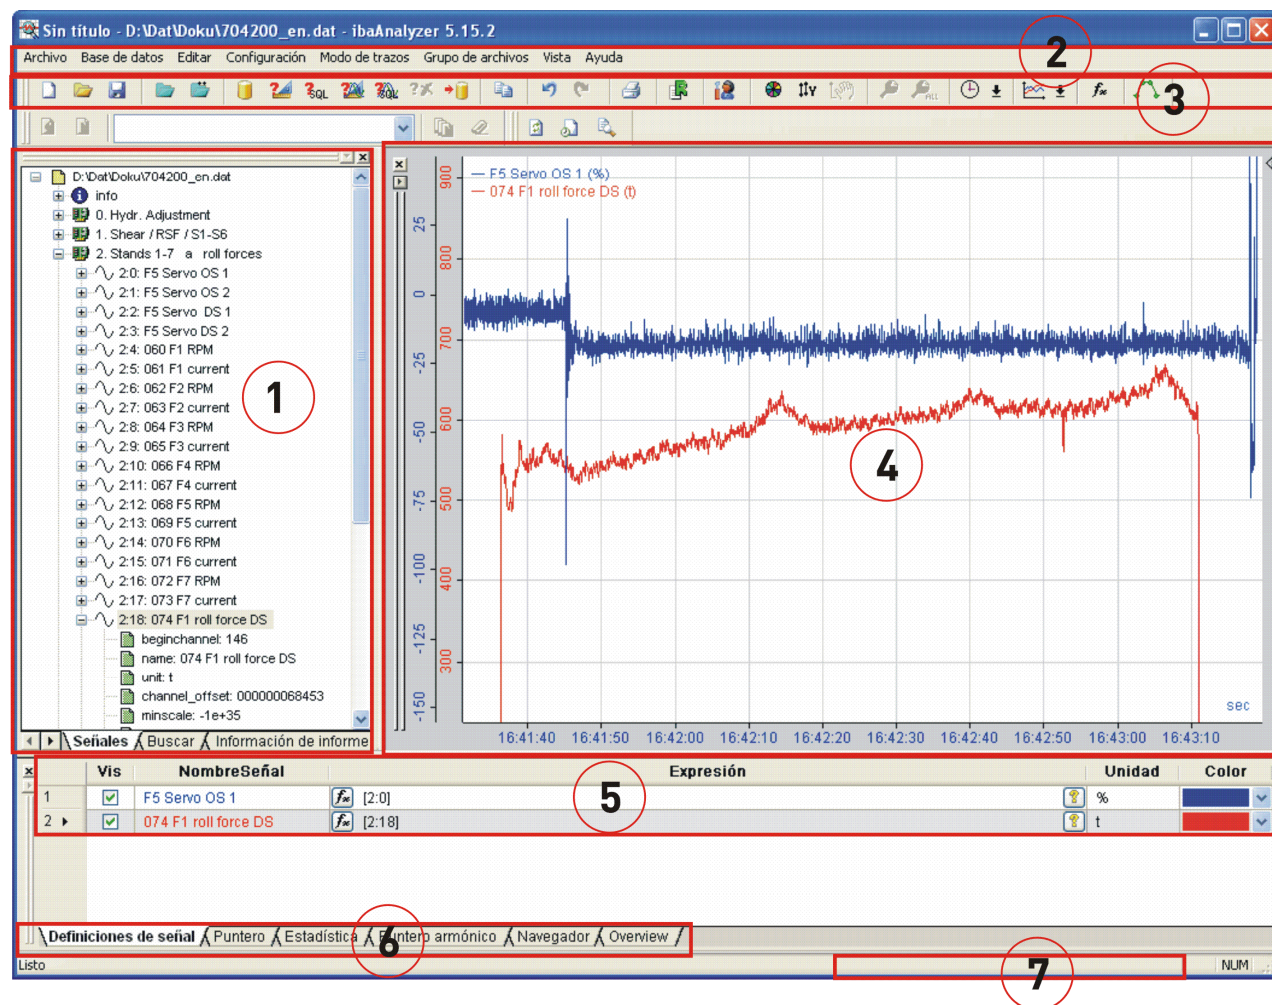 Sin título - D:\Dat\Doku\704200_en.dat - ibaAnalyzer 5.15.2
Archivo Base de datos Editar Configuración Modo de trazos Grupo de archivos Vista Ayuda
2
SQL SQL ALL fx
3
D:\Dat\Doku\704200_en.dat
info
0. Hydr. Adjustment
1. Shear / RSF / S1-S6
2. Stands 1-7 a roll forces
2:0: F5 Servo OS 1
2:1: F5 Servo OS 2
2:2: F5 Servo DS 1
2:3: F5 Servo DS 2
2:4: 060 F1 RPM
2:5: 061 F1 current
2:6: 062 F2 RPM
2:7: 063 F2 current
2:8: 064 F3 RPM
2:9: 065 F3 current
2:10: 066 F4 RPM
2:11: 067 F4 current
2:12: 068 F5 RPM
2:13: 069 F5 current
2:14: 070 F6 RPM
2:15: 071 F6 current
2:16: 072 F7 RPM
2:17: 073 F7 current
2:18: 074 F1 roll force DS
beginchannel: 146
name: 074 F1 roll force DS
unit: t
channel_offset: 000000068453
minscale: -1e+35
1
Señales Buscar Información de informe
F5 Servo OS 1 (%)
074 F1 roll force DS (t)
25
0
-25
-50
-75
-100
-125
-150
900
800
700
600
500
400
300
4
sec
16:41:40 16:41:50 16:42:00 16:42:10 16:42:20 16:42:30 16:42:40 16:42:50 16:43:00 16:43:10
Vis NombreSeñal Expresión Unidad Color
1 F5 Servo OS 1 fx [2:0] ? %
2 074 F1 roll force DS fx [2:18] ? t
5
Definiciones de señal Puntero Estadística Puntero armónico Navegador Overview
6
Listo NUM
7